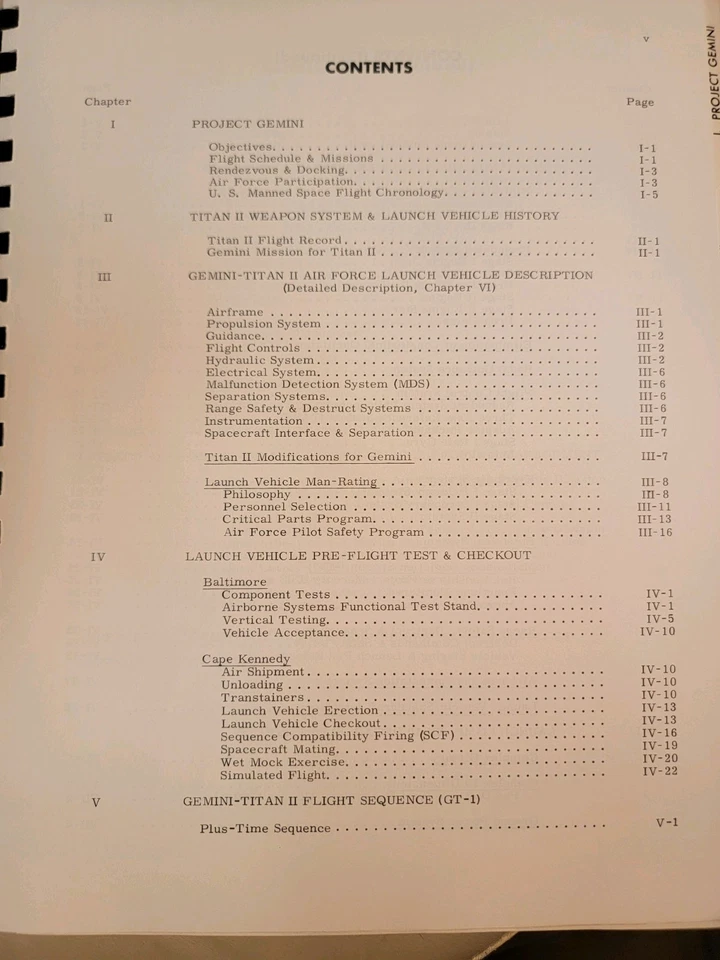 v
CONTENTS
Chapter Page
I PROJECT GEMINI
Objectives. . . . . . . . . . . . . . . . . . . . . . . . . . . . . . I-1
Flight Schedule & Missions . . . . . . . . . . . . . . . . . . . . I-1
Rendezvous & Docking. . . . . . . . . . . . . . . . . . . . . . . I-3
Air Force Participation. . . . . . . . . . . . . . . . . . . . . . I-3
U. S. Manned Space Flight Chronology. . . . . . . . . . . . . . I-5
II TITAN II WEAPON SYSTEM & LAUNCH VEHICLE HISTORY
Titan II Flight Record. . . . . . . . . . . . . . . . . . . . . . . II-1
Gemini Mission for Titan II . . . . . . . . . . . . . . . . . . . . II-1
III GEMINI-TITAN II AIR FORCE LAUNCH VEHICLE DESCRIPTION
(Detailed Description, Chapter VI)
Airframe . . . . . . . . . . . . . . . . . . . . . . . . . . . . . III-1
Propulsion System . . . . . . . . . . . . . . . . . . . . . . . . III-1
Guidance. . . . . . . . . . . . . . . . . . . . . . . . . . . . . III-2
Flight Controls . . . . . . . . . . . . . . . . . . . . . . . . . III-2
Hydraulic System. . . . . . . . . . . . . . . . . . . . . . . . . III-2
Electrical System. . . . . . . . . . . . . . . . . . . . . . . . . III-6
Malfunction Detection System (MDS) . . . . . . . . . . . . . . . III-6
Separation Systems. . . . . . . . . . . . . . . . . . . . . . . . III-6
Range Safety & Destruct Systems . . . . . . . . . . . . . . . . III-6
Instrumentation . . . . . . . . . . . . . . . . . . . . . . . . . III-7
Spacecraft Interface & Separation . . . . . . . . . . . . . . . . III-7
Titan II Modifications for Gemini . . . . . . . . . . . . . . . . III-7
Launch Vehicle Man-Rating . . . . . . . . . . . . . . . . . . . III-8
Philosophy . . . . . . . . . . . . . . . . . . . . . . . . . . III-8
Personnel Selection . . . . . . . . . . . . . . . . . . . . . . III-11
Critical Parts Program. . . . . . . . . . . . . . . . . . . . . III-13
Air Force Pilot Safety Program . . . . . . . . . . . . . . . . III-16
IV LAUNCH VEHICLE PRE-FLIGHT TEST & CHECKOUT
Baltimore
Component Tests . . . . . . . . . . . . . . . . . . . . . . . IV-1
Airborne Systems Functional Test Stand. . . . . . . . . . . . IV-1
Vertical Testing. . . . . . . . . . . . . . . . . . . . . . . . IV-5
Vehicle Acceptance. . . . . . . . . . . . . . . . . . . . . . IV-10
Cape Kennedy
Air Shipment. . . . . . . . . . . . . . . . . . . . . . . . . IV-10
Unloading . . . . . . . . . . . . . . . . . . . . . . . . . . IV-10
Transtainers. . . . . . . . . . . . . . . . . . . . . . . . . IV-10
Launch Vehicle Erection . . . . . . . . . . . . . . . . . . . IV-13
Launch Vehicle Checkout. . . . . . . . . . . . . . . . . . . IV-13
Sequence Compatibility Firing (SCF) . . . . . . . . . . . . . IV-16
Spacecraft Mating. . . . . . . . . . . . . . . . . . . . . . . IV-19
Wet Mock Exercise. . . . . . . . . . . . . . . . . . . . . . IV-20
Simulated Flight. . . . . . . . . . . . . . . . . . . . . . . . IV-22
V GEMINI-TITAN II FLIGHT SEQUENCE (GT-1)
Plus-Time Sequence . . . . . . . . . . . . . . . . . . . . . . . V-1
I PROJECT GEMINI